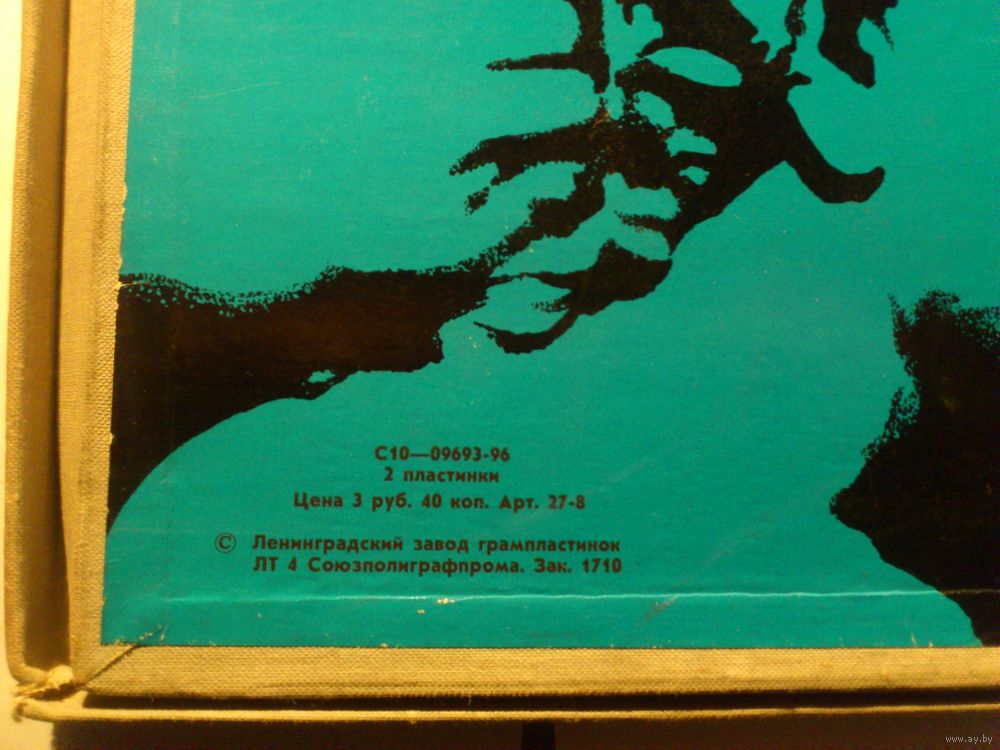 С10—09693-96
2 пластинки
Цена 3 руб. 40 коп. Арт. 27-8
© Ленинградский завод грампластинок
ЛТ 4 Союзполиграфпрома. Зак. 1710
www.ay.by